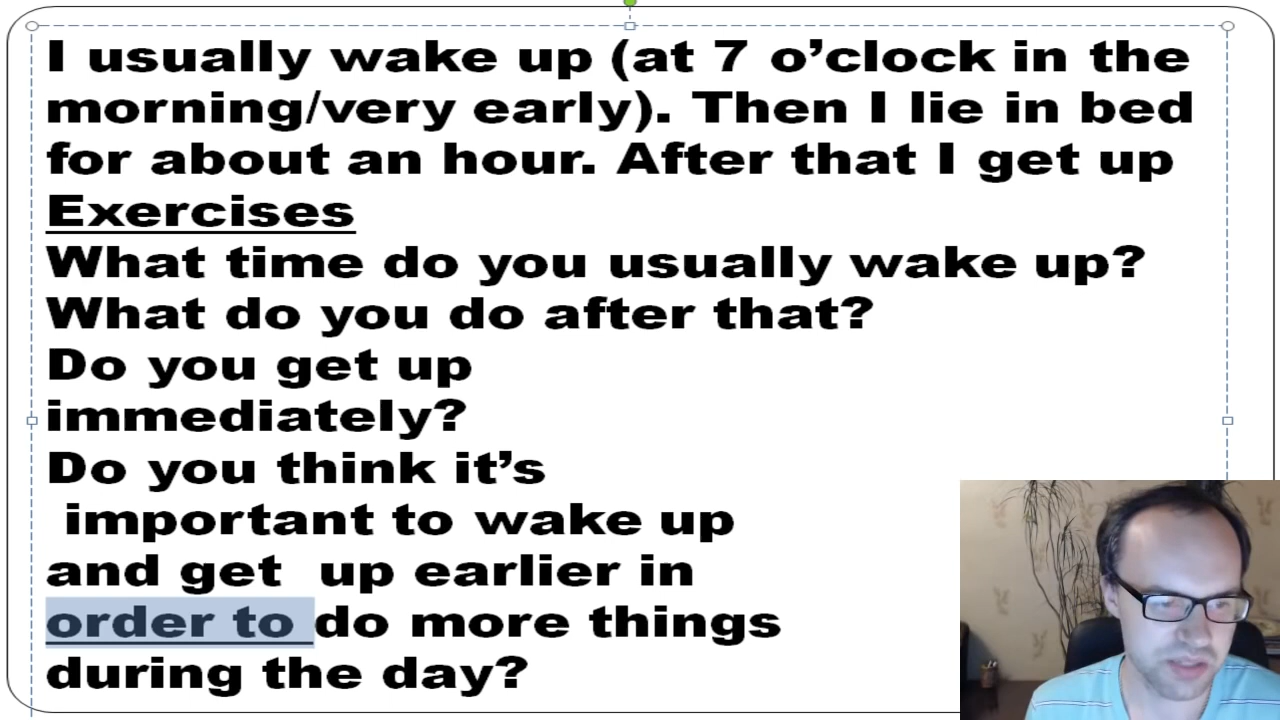 I usually wake up (at 7 o’clock in the
morning/very early). Then I lie in bed
for about an hour. After that I get up
Exercises
What time do you usually wake up?
What do you do after that?
Do you get up
immediately?
Do you think it’s
important to wake up
and get  up earlier in
order to do more things
during the day?